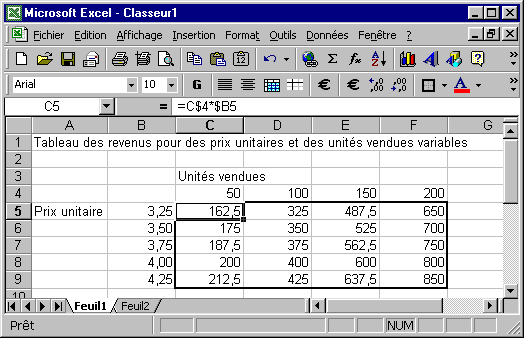 Microsoft Excel - Classeur1
Fichier Edition Affichage Insertion Format Outils Données Fenêtre ?
Arial 10 G € €
C5 = =C$4*$B5
A B C D E F G
1 Tableau des revenus pour des prix unitaires et des unités vendues variables
2
3 Unités vendues
4 50 100 150 200
5 Prix unitaire 3,25 162,5 325 487,5 650
6 3,50 175 350 525 700
7 3,75 187,5 375 562,5 750
8 4,00 200 400 600 800
9 4,25 212,5 425 637,5 850
10
Feuil1 Feuil2
Prêt NUM